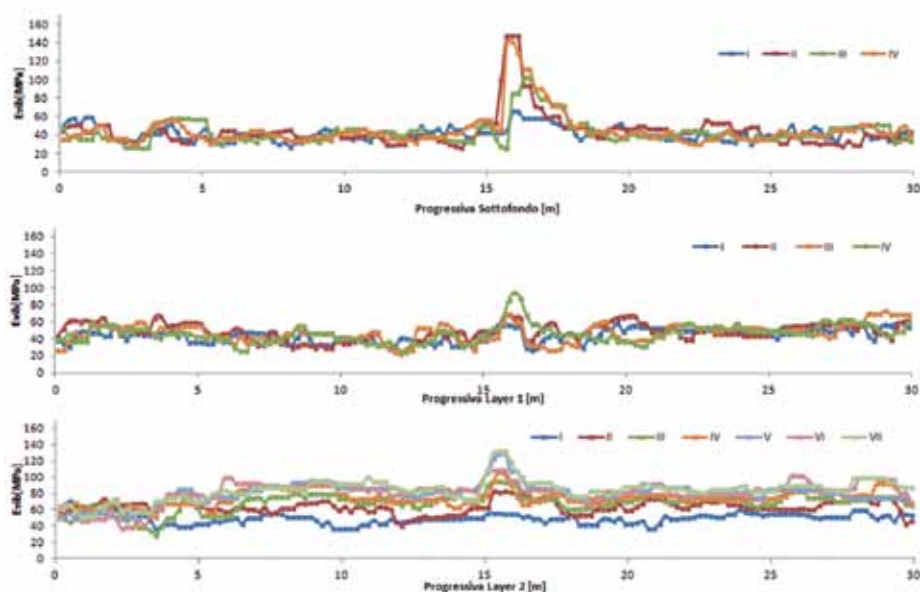 160
140
120
100
80
60
40
20
0
Evib[MPa]
I II III IV
0 5 10 15 20 25 30
Progressiva Sottofondo [m]
160
140
120
100
80
60
40
20
0
Evib[MPa]
I II III IV
0 5 10 15 20 25 30
Progressiva Layer 1 [m]
160
140
120
100
80
60
40
20
0
Evib[MPa]
I II III IV V VI VII
0 5 10 15 20 25 30
Progressiva Layer 2 [m]